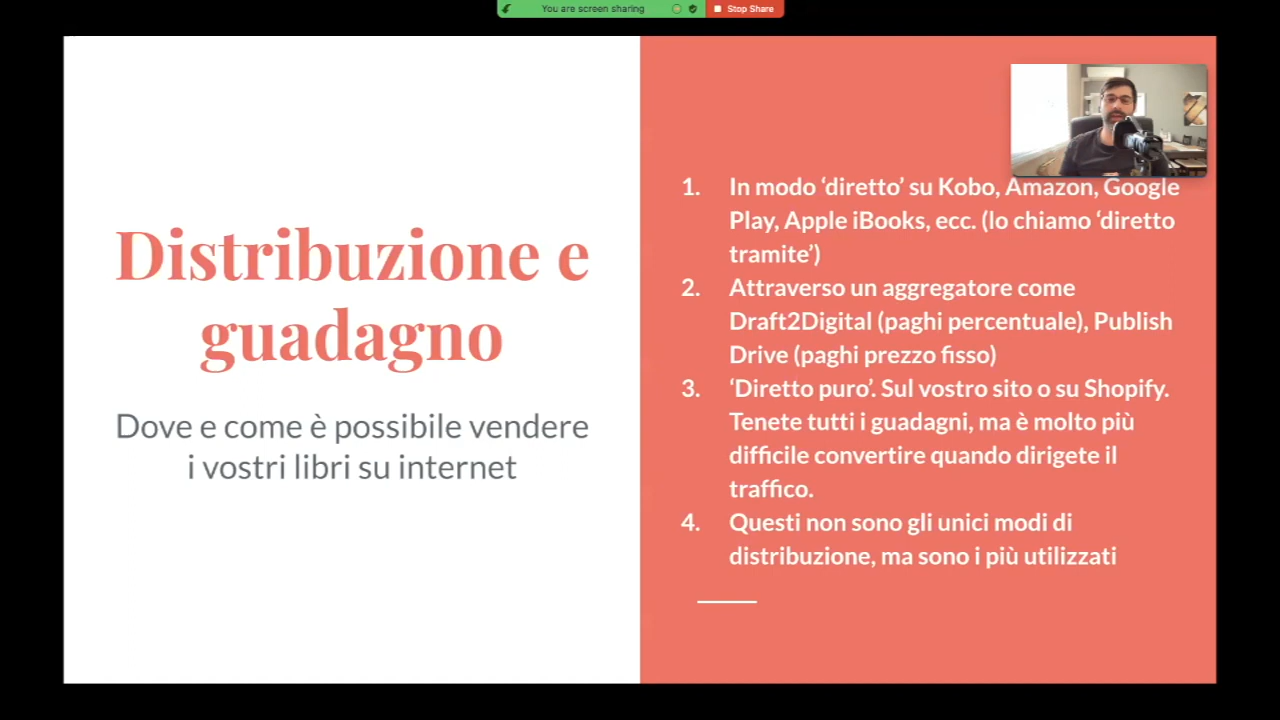 You are screen sharing
Stop Share
Distribuzione e
guadagno
Dove e come è possibile vendere
i vostri libri su internet
1. In modo ‘diretto’ su Kobo, Amazon, Google
Play, Apple iBooks, ecc. (lo chiamo ‘diretto
tramite’)
2. Attraverso un aggregatore come
Draft2Digital (paghi percentuale), Publish
Drive (paghi prezzo fisso)
3. ‘Diretto puro’. Sul vostro sito o su Shopify.
Tenete tutti i guadagni, ma è molto più
difficile convertire quando dirigete il
traffico.
4. Questi non sono gli unici modi di
distribuzione, ma sono i più utilizzati